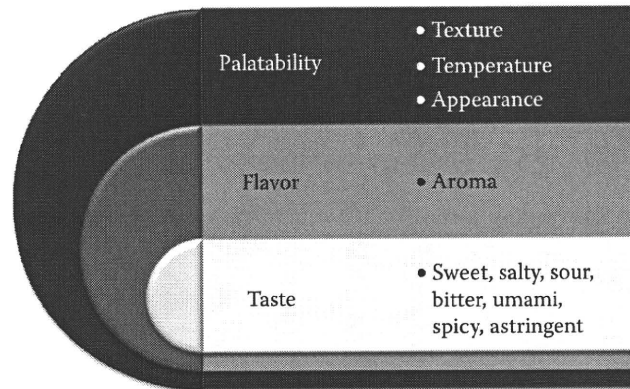 Palatability
• Texture
• Temperature
• Appearance
Flavor
• Aroma
Taste
• Sweet, salty, sour,
bitter, umami,
spicy, astringent